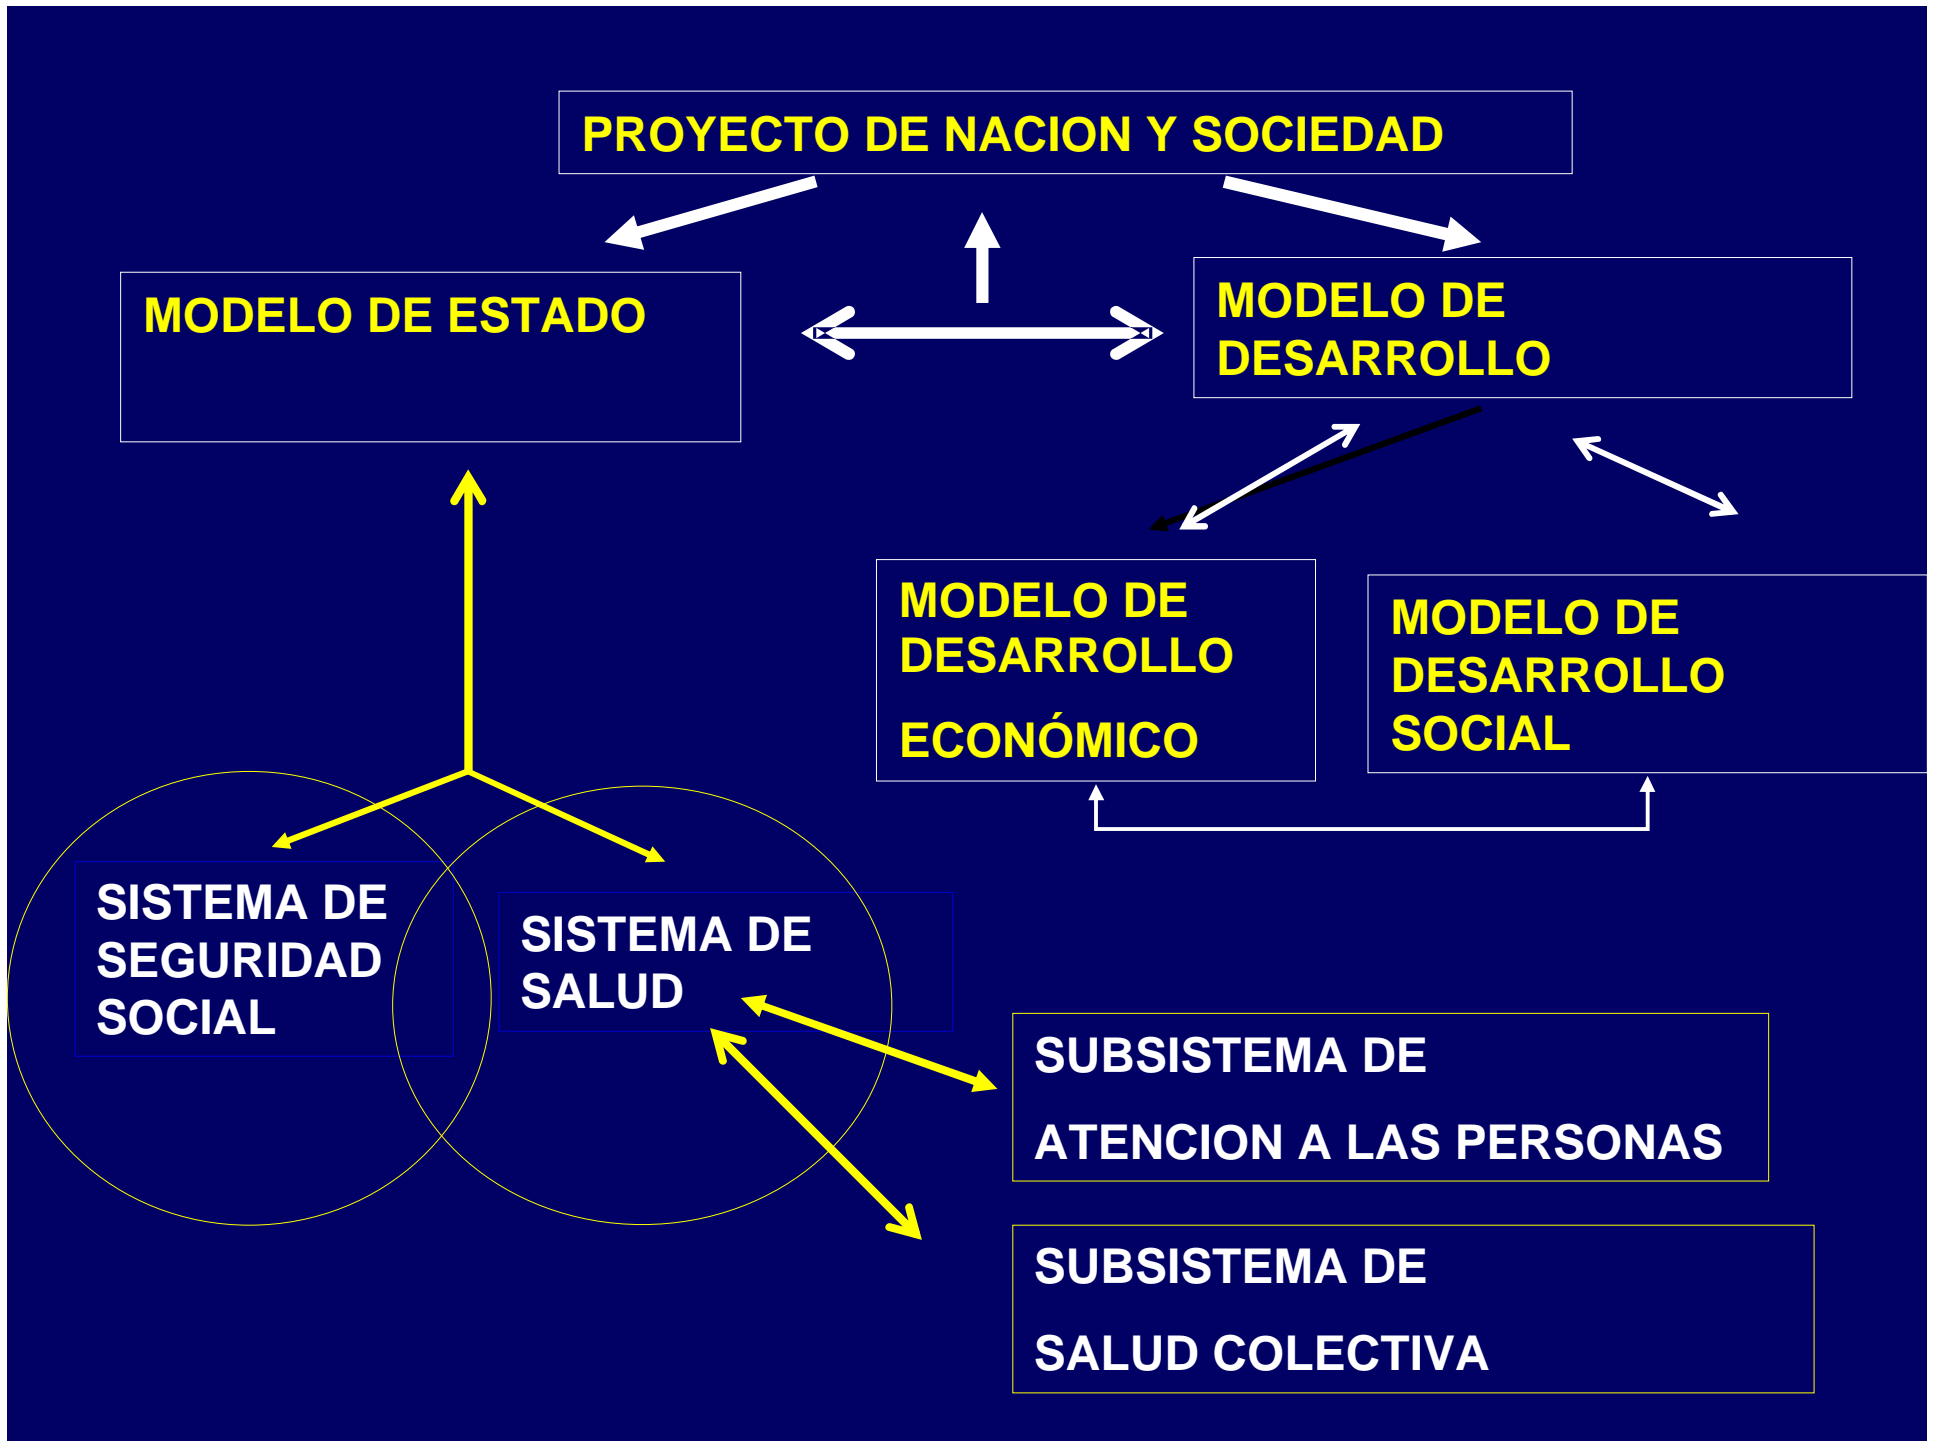 PROYECTO DE NACION Y SOCIEDAD
MODELO DE ESTADO
MODELO DE
DESARROLLO
MODELO DE
DESARROLLO
ECONÓMICO
MODELO DE
DESARROLLO
SOCIAL
SISTEMA DE
SEGURIDAD
SOCIAL
SISTEMA DE
SALUD
SUBSISTEMA DE
ATENCION A LAS PERSONAS
SUBSISTEMA DE
SALUD COLECTIVA